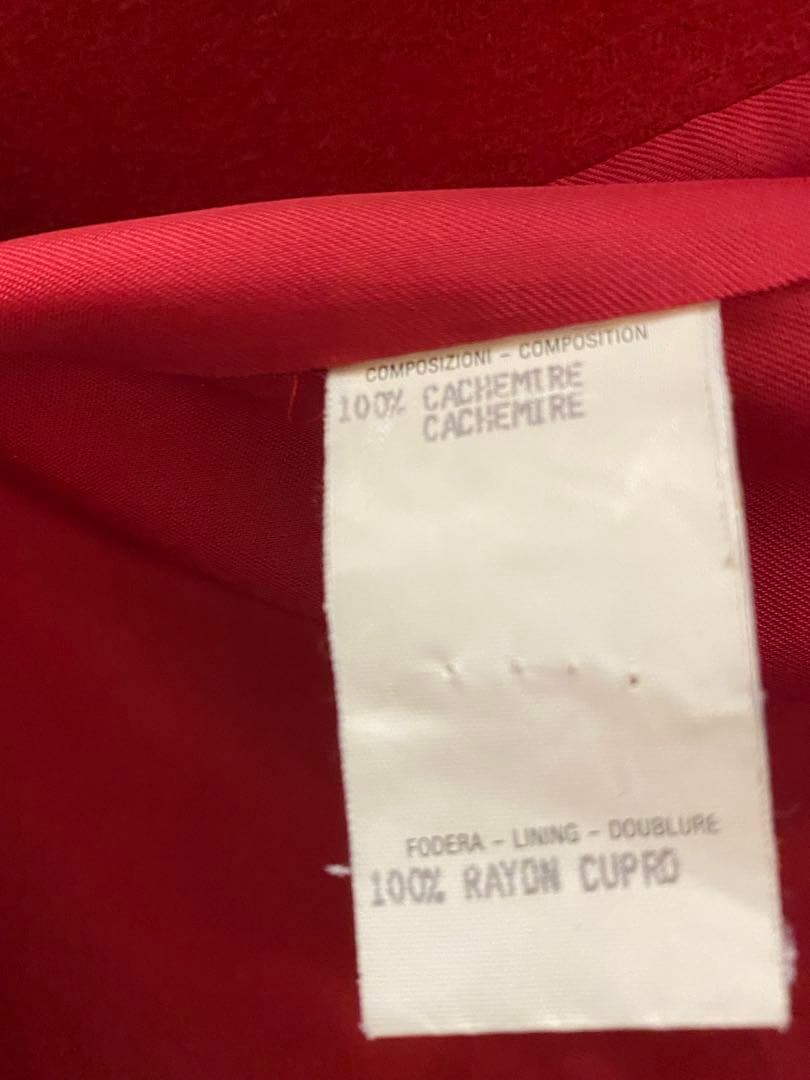 COMPOSIZIONI - COMPOSITION
100% CACHEMIRE
CACHEMIRE
FODERA - LINING - DOUBLURE
100% RAYON CUPRO